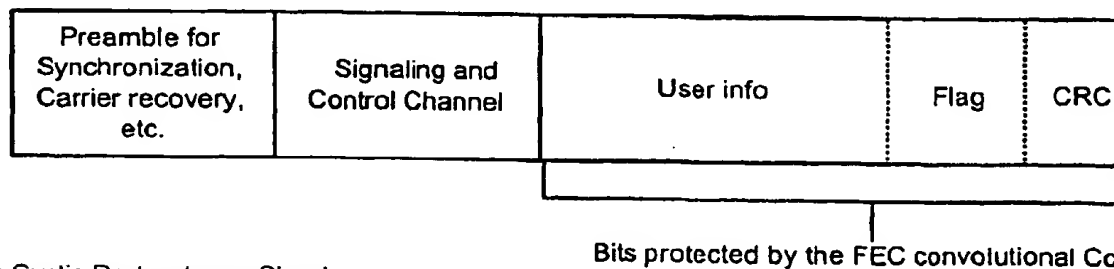 Preamble for
Synchronization,
Carrier recovery,
etc.
Signaling and
Control Channel
User info
Flag
CRC
Bits protected by the FEC convolutional